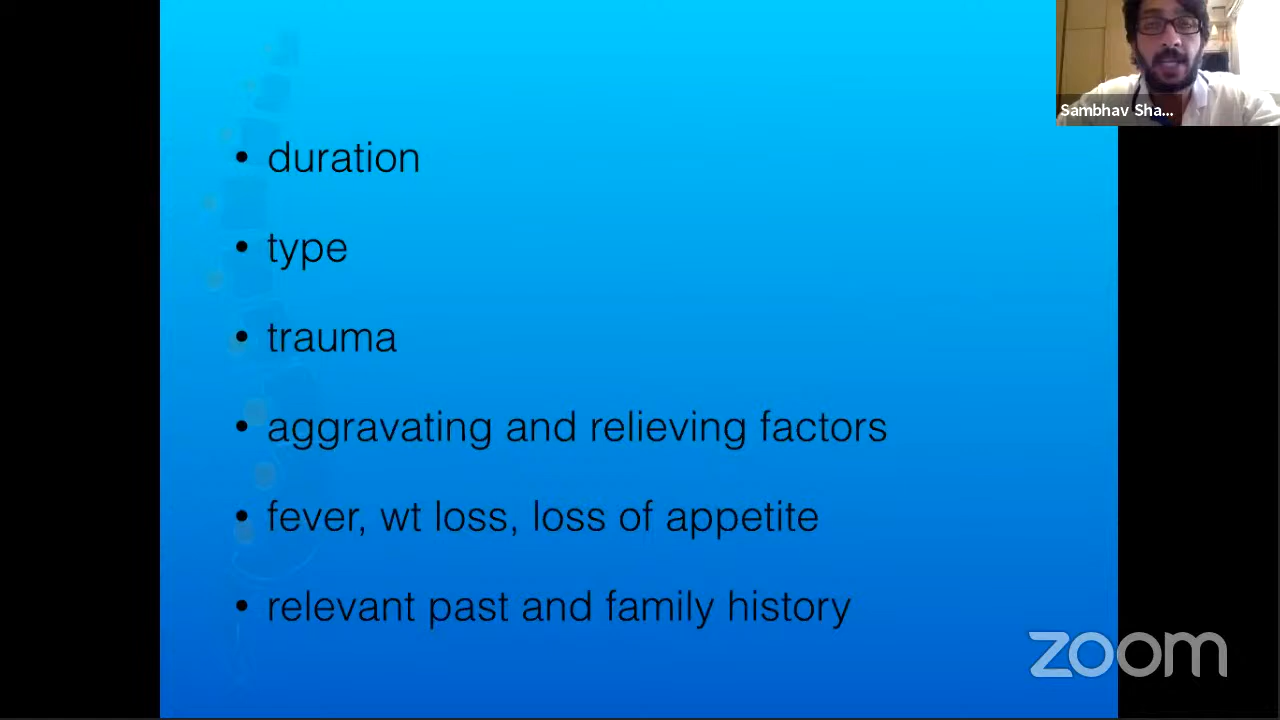 Sambhav Sha...
• duration
• type
• trauma
• aggravating and relieving factors
• fever, wt loss, loss of appetite
• relevant past and family history
zoom